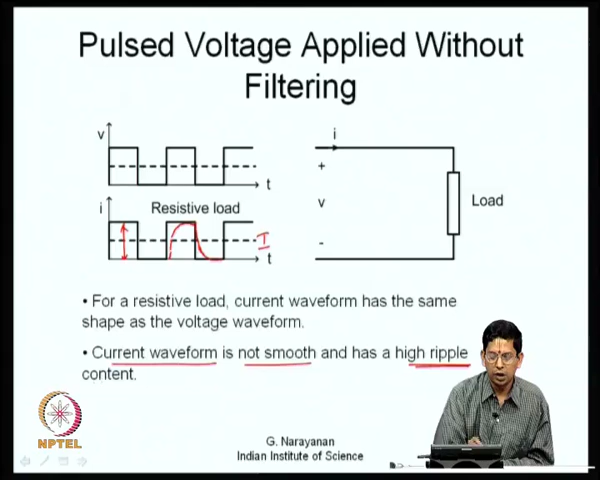 Pulsed Voltage Applied Without
Filtering
v
t
i
Resistive load
I
t
i
+
v
-
Load
• For a resistive load, current waveform has the same
shape as the voltage waveform.
• Current waveform is not smooth and has a high ripple
content.
NPTEL
G. Narayanan
Indian Institute of Science